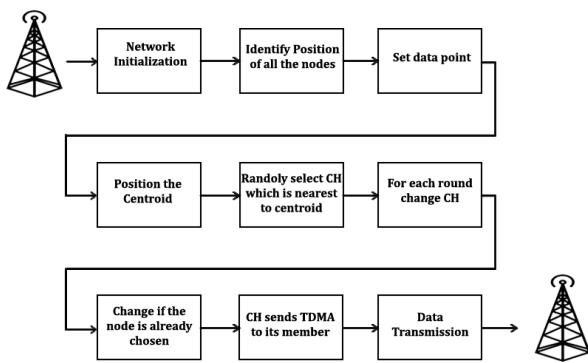 Network
Initialization
Identify Position
of all the nodes
Set data point
Position the
Centroid
Randoly select CH
which is nearest
to centroid
For each round
change CH
Change if the
node is already
chosen
CH sends TDMA
to its member
Data
Transmission